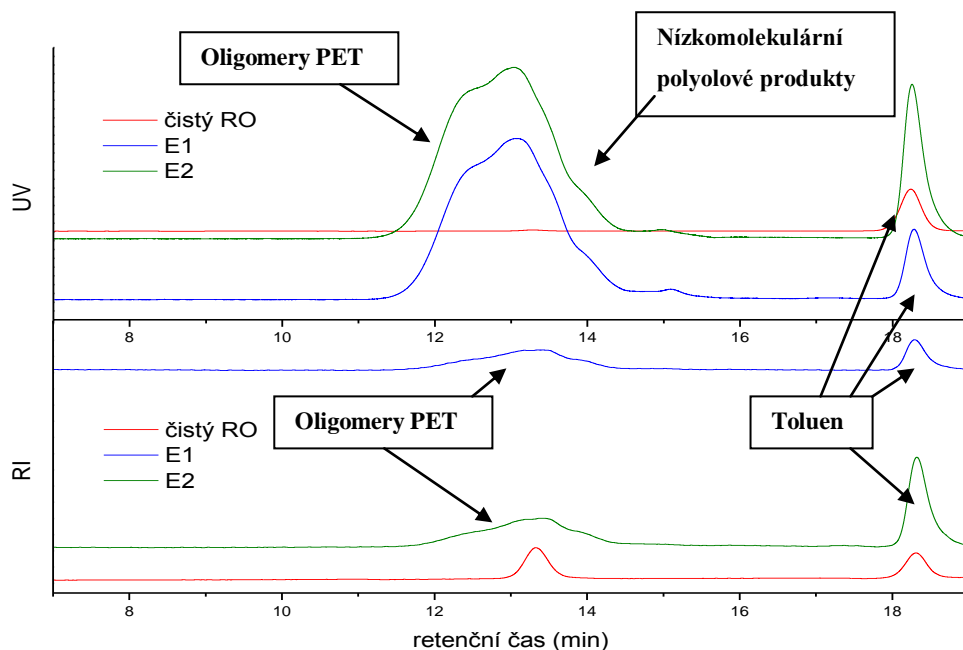 Oligomery PET
Nízkomolekulární
polyolové produkty
čistý RO
E1
E2
UV
8 10 12 14 16 18
Oligomery PET
Toluen
čistý RO
E1
E2
RI
8 10 12 14 16 18
retenční čas (min)